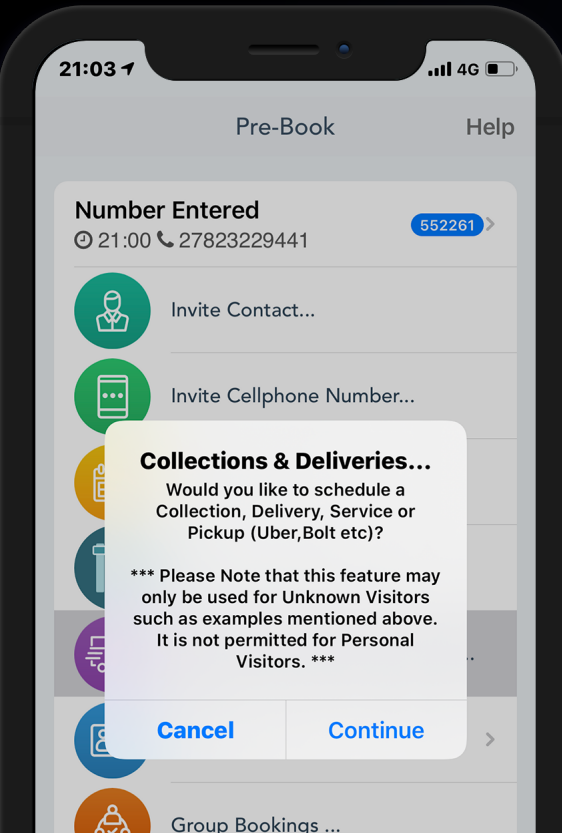 21:03
4G
Pre-Book
Help
Number Entered
21:00 27823229441
552261
Invite Contact...
Invite Cellphone Number...
Collections & Deliveries...
Would you like to schedule a
Collection, Delivery, Service or
Pickup (Uber,Bolt etc)?
*** Please Note that this feature may
only be used for Unknown Visitors
such as examples mentioned above.
It is not permitted for Personal
Visitors. ***
Cancel
Continue
Group Bookings ...